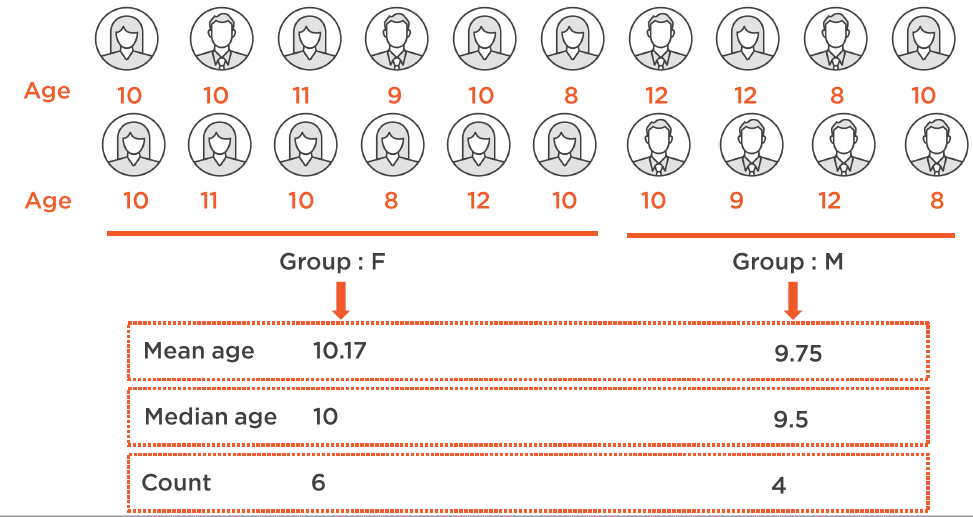 Age 10 10 11 9 10 8 12 12 8 10
Age 10 11 10 8 12 10 10 9 12 8
Group : F Group : M
Mean age 10.17 9.75
Median age 10 9.5
Count 6 4